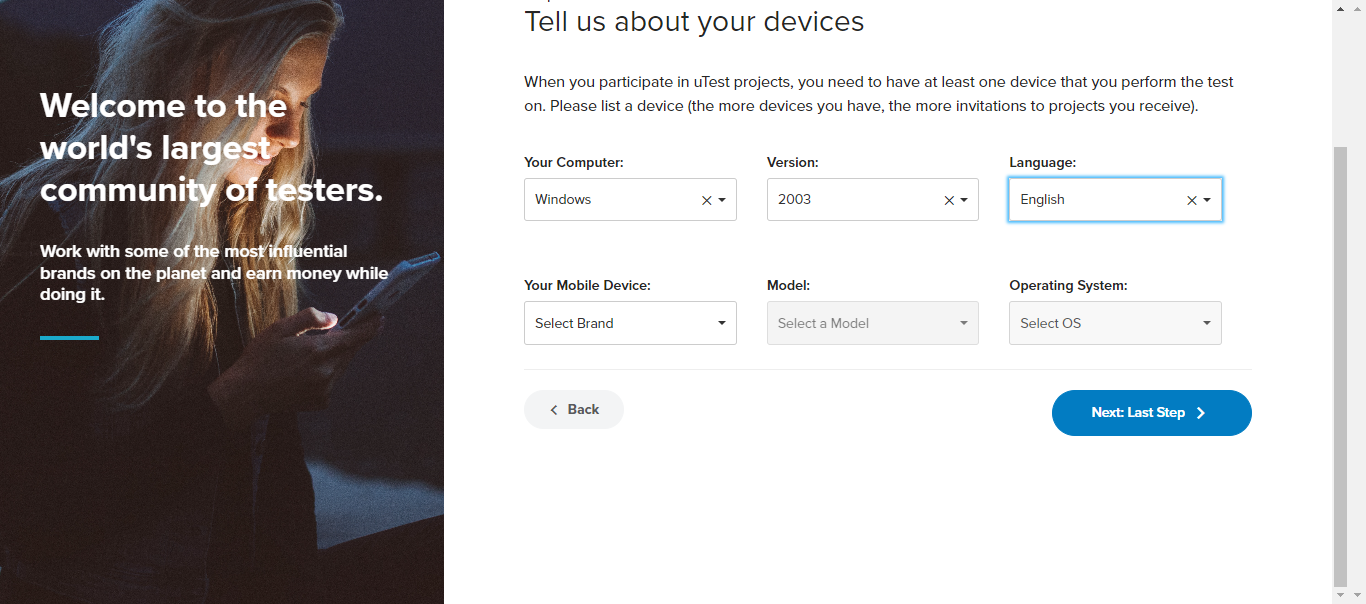 Welcome to the
world's largest
community of testers.
Work with some of the most influential
brands on the planet and earn money while
doing it.
Tell us about your devices
When you participate in uTest projects, you need to have at least one device that you perform the test
on. Please list a device (the more devices you have, the more invitations to projects you receive).
Your Computer: Version: Language:
Windows 2003 English
Your Mobile Device: Model: Operating System:
Select Brand Select a Model Select OS
Back Next: Last Step